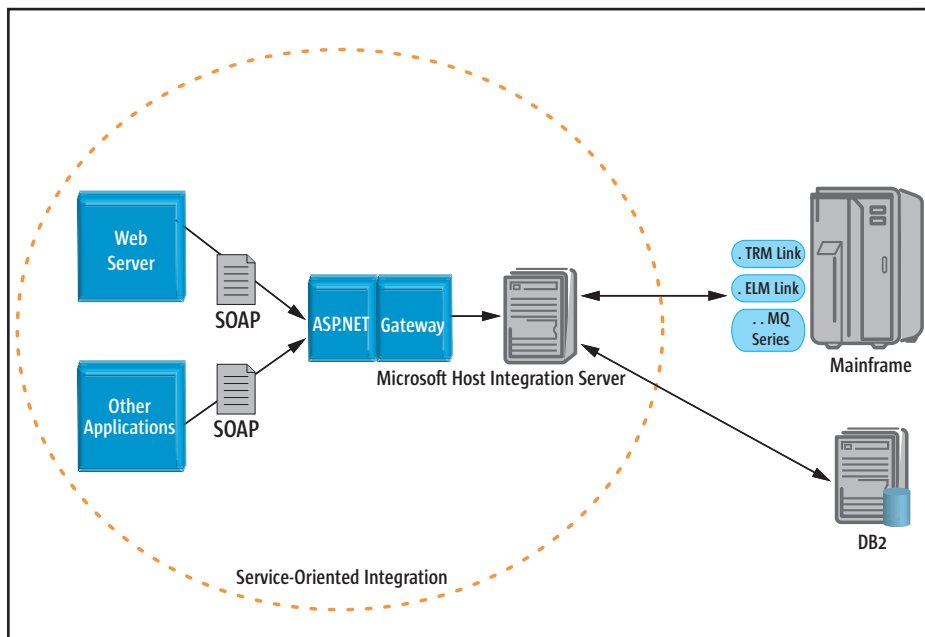 Web
Server
SOAP
Other
Applications
SOAP
ASP.NET
Gateway
Microsoft Host Integration Server
. TRM Link
. ELM Link
. . MQ
Series
Mainframe
DB2
Service-Oriented Integration